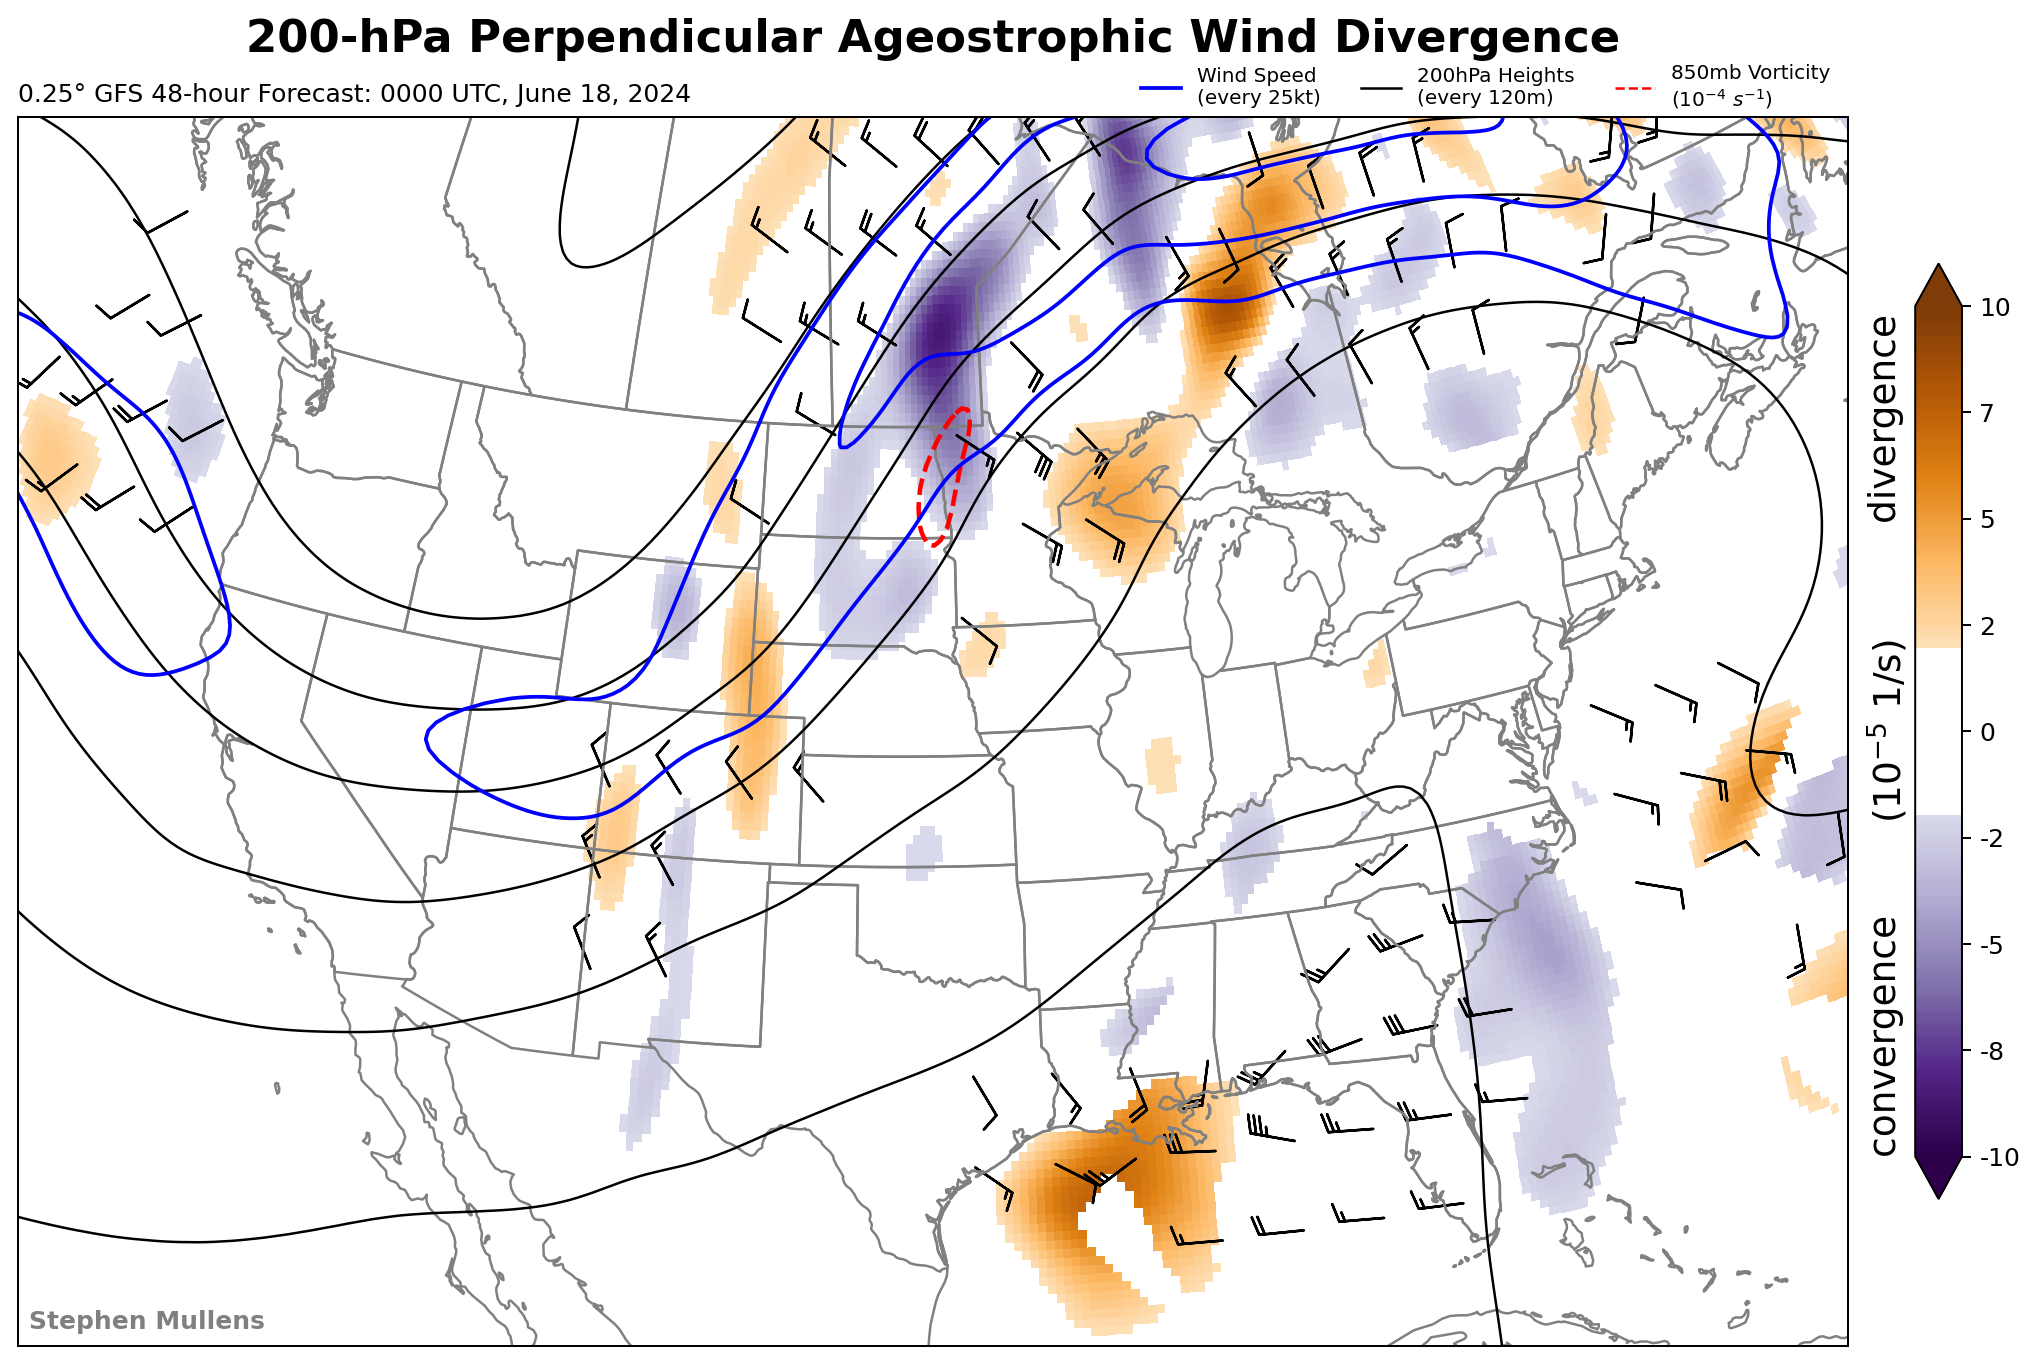 200-hPa Perpendicular Ageostrophic Wind Divergence
0.25° GFS 48-hour Forecast: 0000 UTC, June 18, 2024
Wind Speed
(every 25kt)
200hPa Heights
(every 120m)
850mb Vorticity
(10⁻⁴ s⁻¹)
10
7
5
2
0
-2
-5
-8
-10
convergence (10⁻⁵ 1/s) divergence
Stephen Mullens